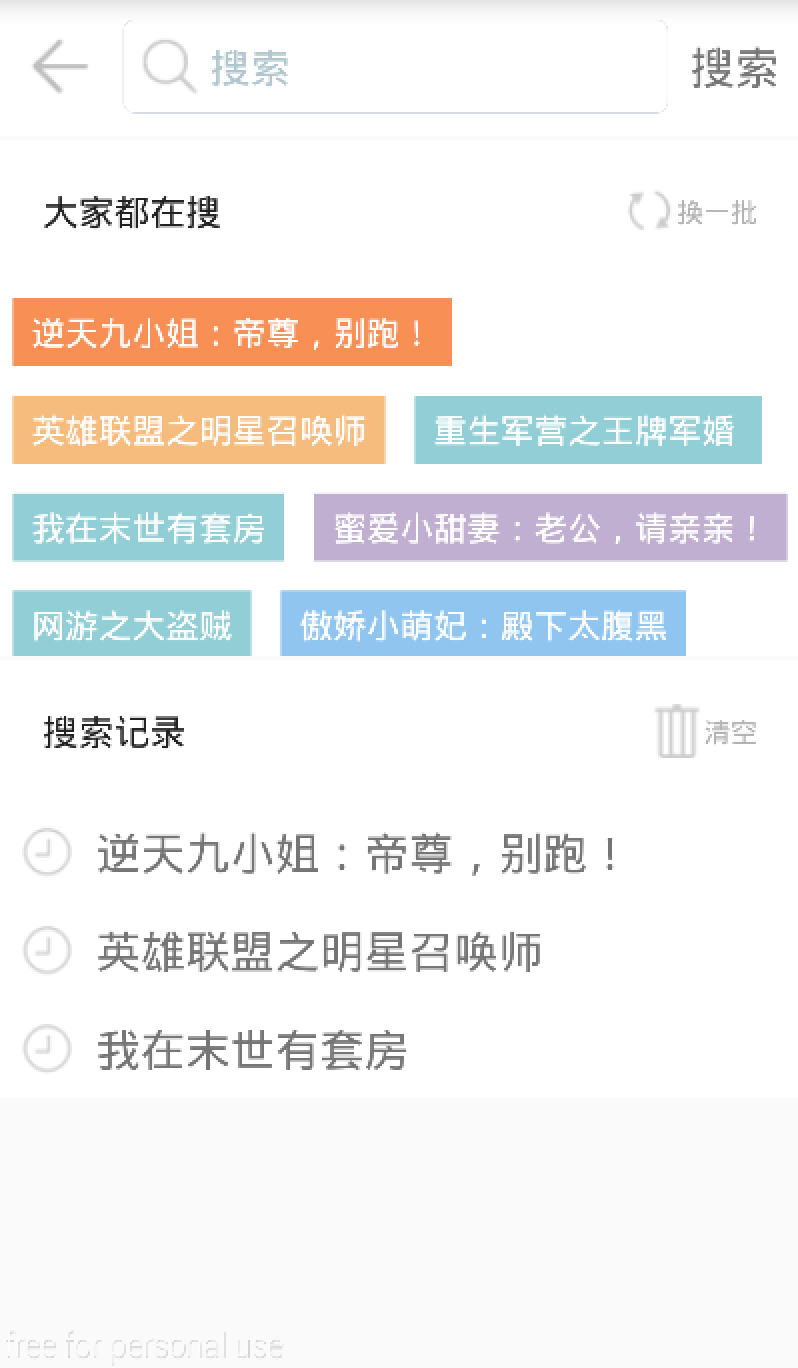 搜索 搜索
大家都在搜 换一批
逆天九小姐：帝尊，别跑！
英雄联盟之明星召唤师 重生军营之王牌军婚
我在末世有套房 蜜爱小甜妻：老公，请亲亲！
网游之大盗贼 傲娇小萌妃：殿下太腹黑
搜索记录 清空
逆天九小姐：帝尊，别跑！
英雄联盟之明星召唤师
我在末世有套房
free for personal use